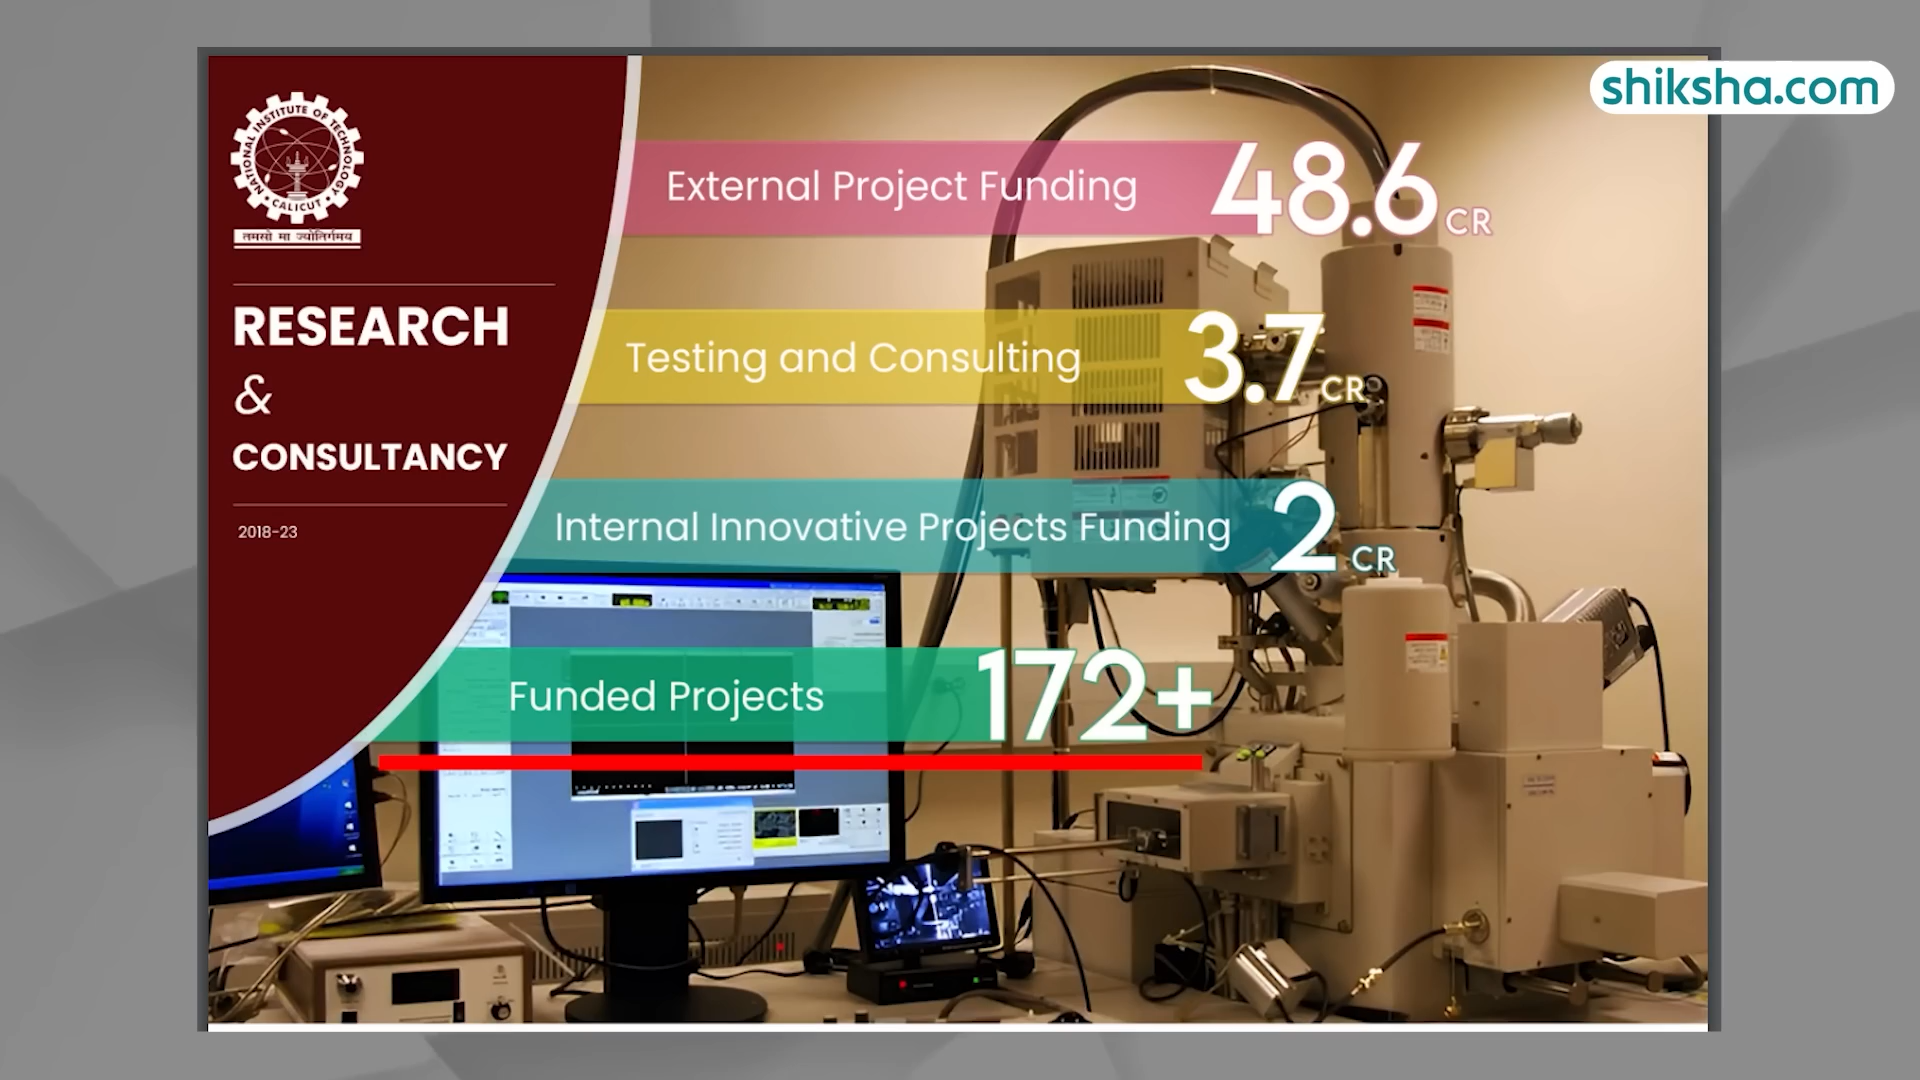 shiksha.com
NATIONAL INSTITUTE OF TECHNOLOGY
CALICUT
तमसो मा ज्योतिर्गमय
RESEARCH
&
CONSULTANCY
2018-23
External Project Funding 48.6 CR
Testing and Consulting 3.7 CR
Internal Innovative Projects Funding 2 CR
Funded Projects 172+